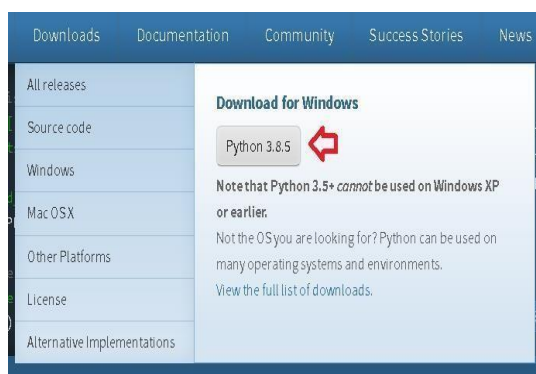 Downloads Documentation Community Success Stories News
All releases
Source code
Windows
Mac OS X
Other Platforms
License
Alternative Implementations
Download for Windows
Python 3.8.5
Note that Python 3.5+ cannot be used on Windows XP
or earlier.
Not the OS you are looking for? Python can be used on
many operating systems and environments.
View the full list of downloads.